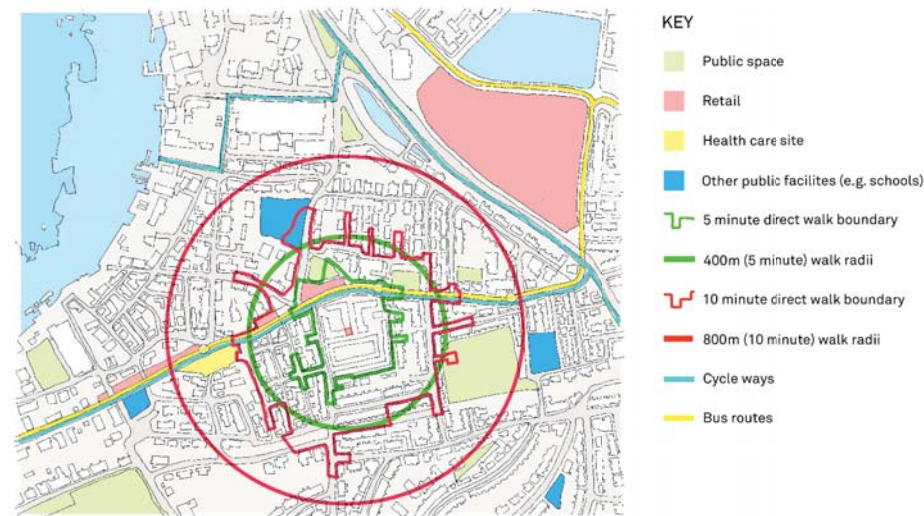 KEY
Public space
Retail
Health care site
Other public facilites (e.g. schools)
5 minute direct walk boundary
400m (5 minute) walk radii
10 minute direct walk boundary
800m (10 minute) walk radii
Cycle ways
Bus routes